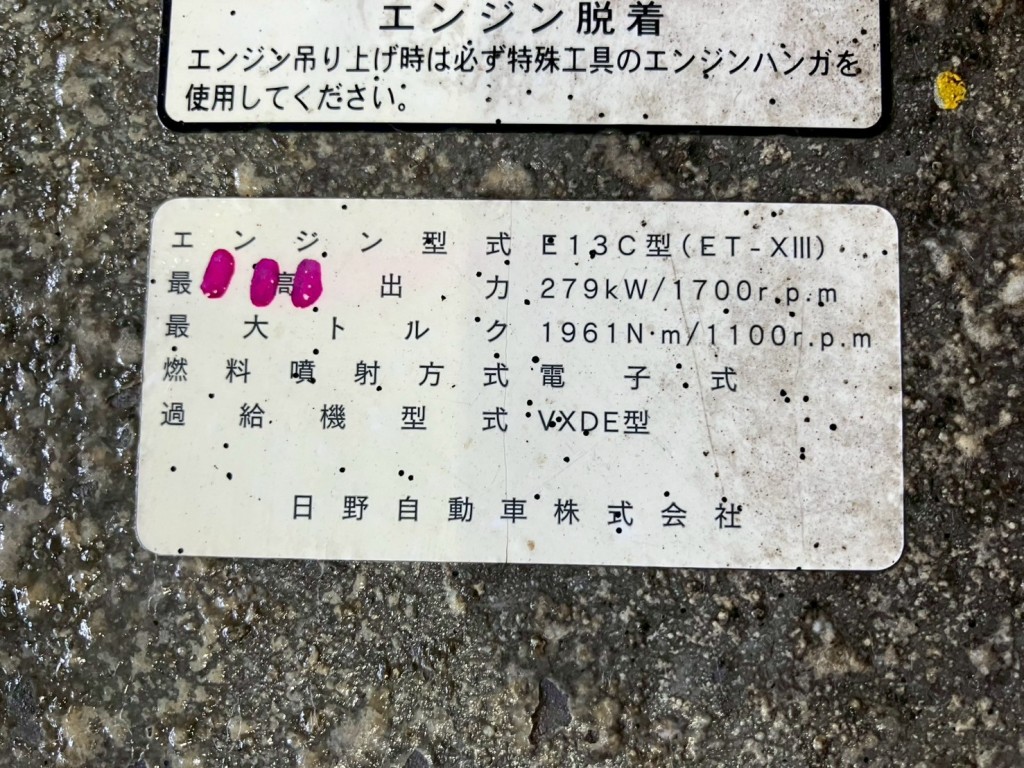 エンジン脱着
エンジン吊り上げ時は必ず特殊工具のエンジンハンガを
使用してください。
エンジン型式 E13C型(ET-XⅢ)
最高出力 279kW/1700r.p.m
最大トルク 1961N·m/1100r.p.m
燃料噴射方式 電子式
過給機型式 VXDE型
日野自動車株式会社